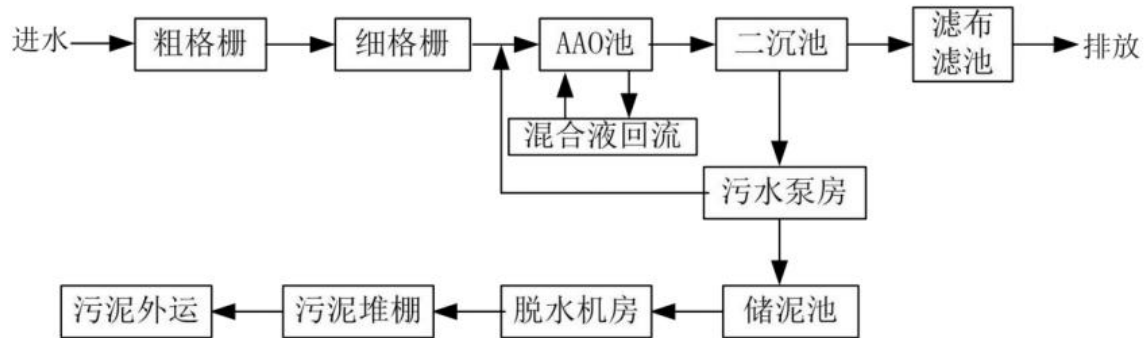 进水
粗格栅
细格栅
AAO池
二沉池
滤布
滤池
排放
混合液回流
污水泵房
污泥外运
污泥堆棚
脱水机房
储泥池